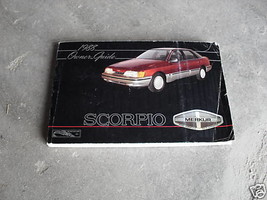 1988
Owner Guide
SCORPIO
MERKUR